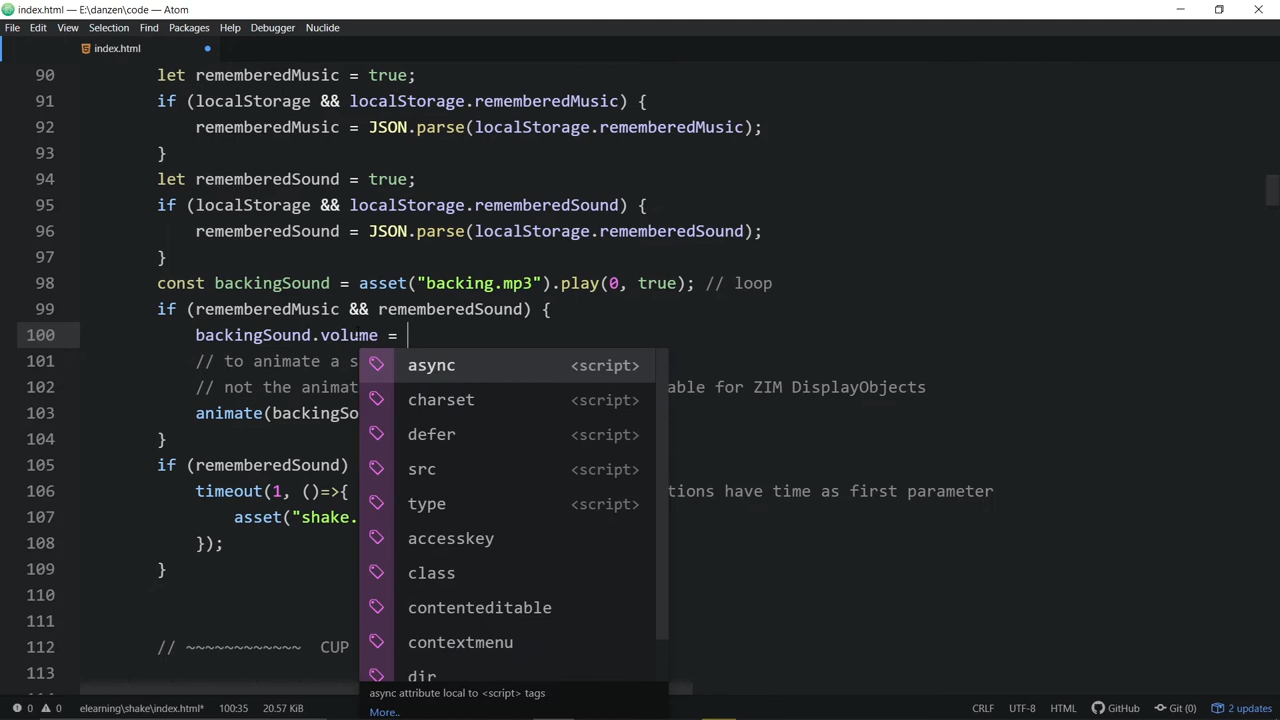 index.html — E:\danzen\code — Atom
File Edit View Selection Find Packages Help Debugger Nuclide
index.html
90 let rememberedMusic = true;
91 if (localStorage && localStorage.rememberedMusic) {
92 rememberedMusic = JSON.parse(localStorage.rememberedMusic);
93 }
94 let rememberedSound = true;
95 if (localStorage && localStorage.rememberedSound) {
96 rememberedSound = JSON.parse(localStorage.rememberedSound);
97 }
98 const backingSound = asset("backing.mp3").play(0, true); // loop
99 if (rememberedMusic && rememberedSound) {
100 backingSound.volume =
101 // to animate a s
102 // not the animat able for ZIM DisplayObjects
103 animate(backingSo
104 }
105 if (rememberedSound)
106 timeout(1, ()=>{ tions have time as first parameter
107 asset("shake.
108 });
109 }
110
111
112 // ~~~~~~~~~~~~ CUP
113
async <script>
charset <script>
defer <script>
src <script>
type <script>
accesskey
class
contenteditable
contextmenu
dir
async attribute local to <script> tags
More..
0 0 elearning\shake\index.html* 100:35 20.57 KiB CRLF UTF-8 HTML GitHub Git (0) 2 updates